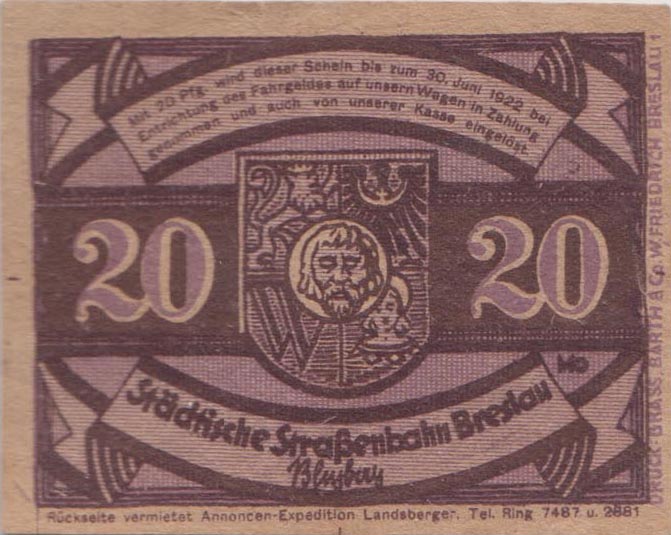 Mit 20 Pfg. wird dieser Schein bis zum 30. Juni 1922 bei
Entrichtung des Fahrgeldes auf unsern Wagen in Zahlung
genommen und auch von unserer Kasse eingelöst.
20
20
W
Städtische Straßenbahn Breslau
Rückseite vermietet Annoncen-Expedition Landsberger. Tel. Ring 7487 u. 2881
DRUCK: GRASS, BARTH & Co. W. FRIEDRICH BRESLAU 1